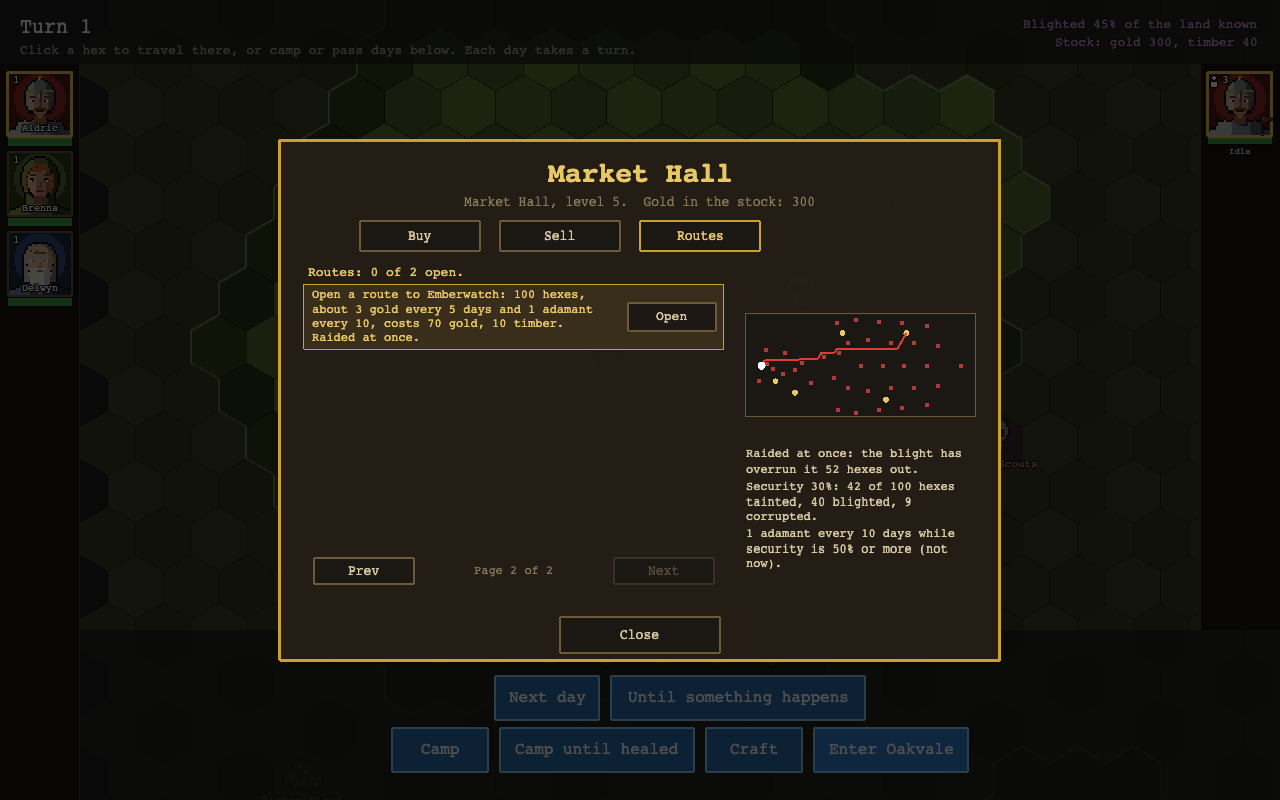 Turn 1
Click a hex to travel there, or camp or pass days below. Each day takes a turn.
Blighted 45% of the land known
Stock: gold 300, timber 40
1
Aldric
1
Brenna
1
Delwyn
3
Idle
Market Hall
Market Hall, level 5. Gold in the stock: 300
Buy
Sell
Routes
Routes: 0 of 2 open.
Open a route to Emberwatch: 100 hexes,
about 3 gold every 5 days and 1 adamant
every 10, costs 70 gold, 10 timber.
Raided at once.
Open
Raided at once: the blight has
overrun it 52 hexes out.
Security 30%: 42 of 100 hexes
tainted, 40 blighted, 9
corrupted.
1 adamant every 10 days while
security is 50% or more (not
now).
Scouts
Prev
Page 2 of 2
Next
Close
Next day
Until something happens
Camp
Camp until healed
Craft
Enter Oakvale